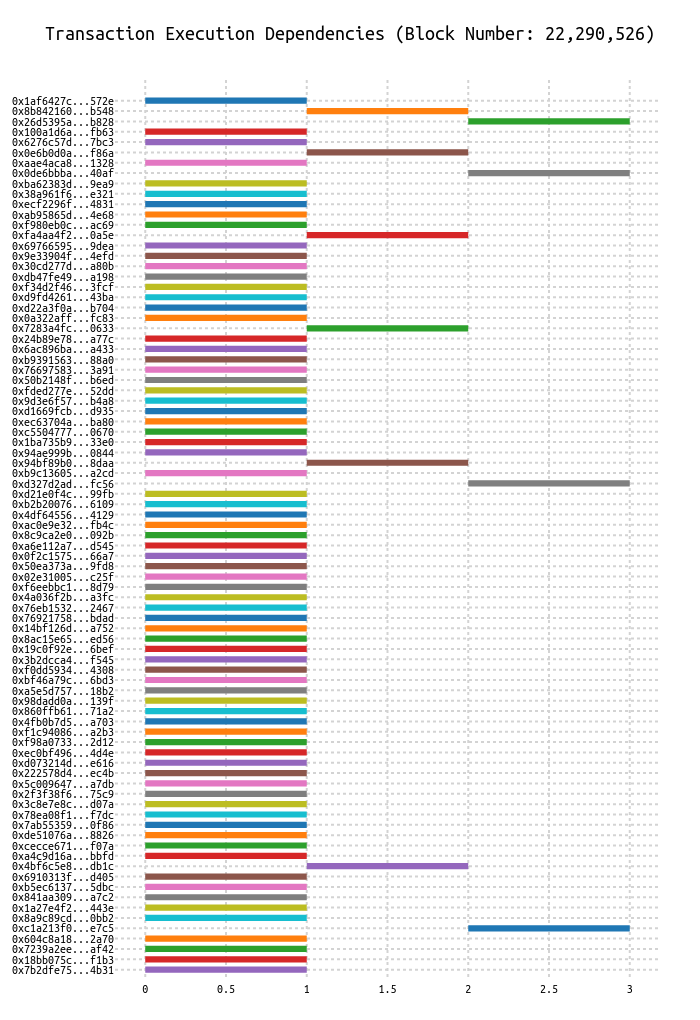 Transaction Execution Dependencies (Block Number: 22,290,526)
0x1af6427c...572e
0x8b842160...b548
0x26d5395a...b828
0x100a1d6a...fb63
0x6276c57d...7bc3
0x0e6b0d0a...f86a
0xaae4aca8...1328
0x0de6bbba...40af
0xba62383d...9ea9
0x38a961f6...e321
0xecf2296f...4831
0xab95865d...4e68
0xf980eb0c...ac69
0xfa4aa4f2...0a5e
0x69766595...9dea
0x9e33904f...4efd
0x30cd277d...a80b
0xdb47fe49...a198
0xf34d2f46...3fcf
0xd9fd4261...43ba
0xd22a3f0a...b704
0x0a322aff...fc83
0x7283a4fc...0633
0x24b89e78...a77c
0x6ac896ba...a433
0xb9391563...88a0
0x76697583...3a91
0x50b2148f...b6ed
0xfded277e...52dd
0x9d3e6f57...b4a8
0xd1669fcb...d935
0xec63704a...ba80
0xc5504777...0670
0x1ba735b9...33e0
0x94ae999b...0844
0x94bf89b0...8daa
0xb9c13605...a2cd
0xd327d2ad...fc56
0xd21e0f4c...99fb
0xb2b20076...6109
0x4df64556...4129
0xac0e9e32...fb4c
0x8c9ca2e0...092b
0xa6e112a7...d545
0x0f2c1575...66a7
0x50ea373a...9fd8
0x02e31005...c25f
0xf6eebbc1...8d79
0x4a036f2b...a3fc
0x76eb1532...2467
0x76921758...bdad
0x14bf126d...a752
0x8ac15e65...ed56
0x19c0f92e...6bef
0x3b2dcca4...f545
0xf0dd5934...4308
0xbf46a79c...6bd3
0xa5e5d757...18b2
0x98dadd0a...139f
0x860ffb61...71a2
0x4fb0b7d5...a703
0xf1c94086...a2b3
0xf98a0733...2d12
0xec0bf496...4d4e
0xd073214d...e616
0x222578d4...ec4b
0x5c009647...a7db
0x2f3f38f6...75c9
0x3c8e7e8c...d07a
0x78ea08f1...f7dc
0x7ab55359...0f86
0xde51076a...8826
0xcecce671...f07a
0xa4c9d16a...bbfd
0x4bf6c5e8...db1c
0x6910313f...d405
0xb5ec6137...5dbc
0x841aa309...a7c2
0x1a27e4f2...443e
0x8a9c89cd...0bb2
0xc1a213f0...e7c5
0x604c8a18...2a70
0x7239a2ee...af42
0x18bb075c...f1b3
0x7b2dfe75...4b31
0 0.5 1 1.5 2 2.5 3